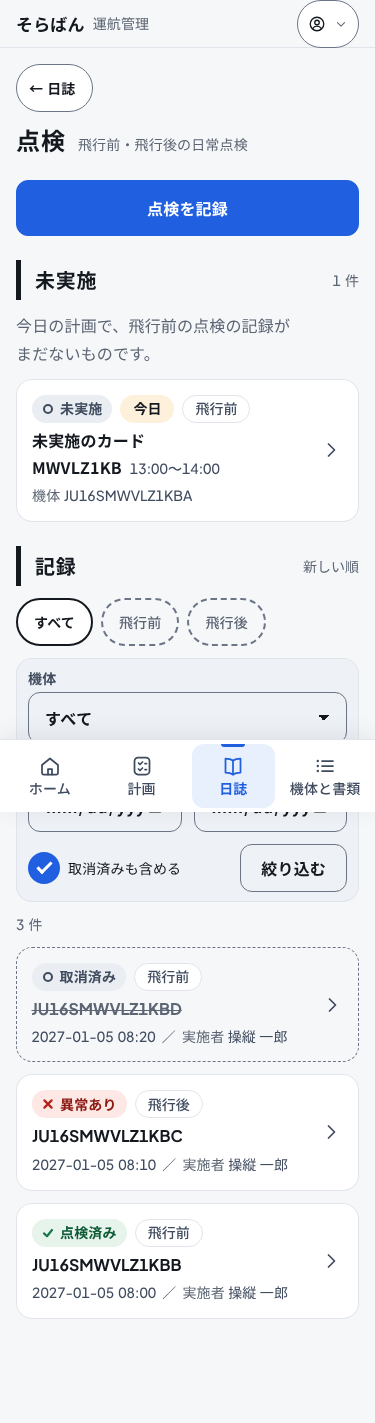 そらばん 運航管理
← 日誌
点検 飛行前・飛行後の日常点検
点検を記録
未実施 1 件
今日の計画で、飛行前の点検の記録が
まだないものです。
未実施 今日 飛行前
未実施のカード
MWVLZ1KB 13:00〜14:00
機体 JU16SMWVLZ1KBA
記録 新しい順
すべて 飛行前 飛行後
機体
すべて
ホーム 計画 日誌 機体と書類
取消済みも含める 絞り込む
3 件
取消済み 飛行前
JU16SMWVLZ1KBD
2027-01-05 08:20 ／ 実施者 操縦 一郎
異常あり 飛行後
JU16SMWVLZ1KBC
2027-01-05 08:10 ／ 実施者 操縦 一郎
点検済み 飛行前
JU16SMWVLZ1KBB
2027-01-05 08:00 ／ 実施者 操縦 一郎